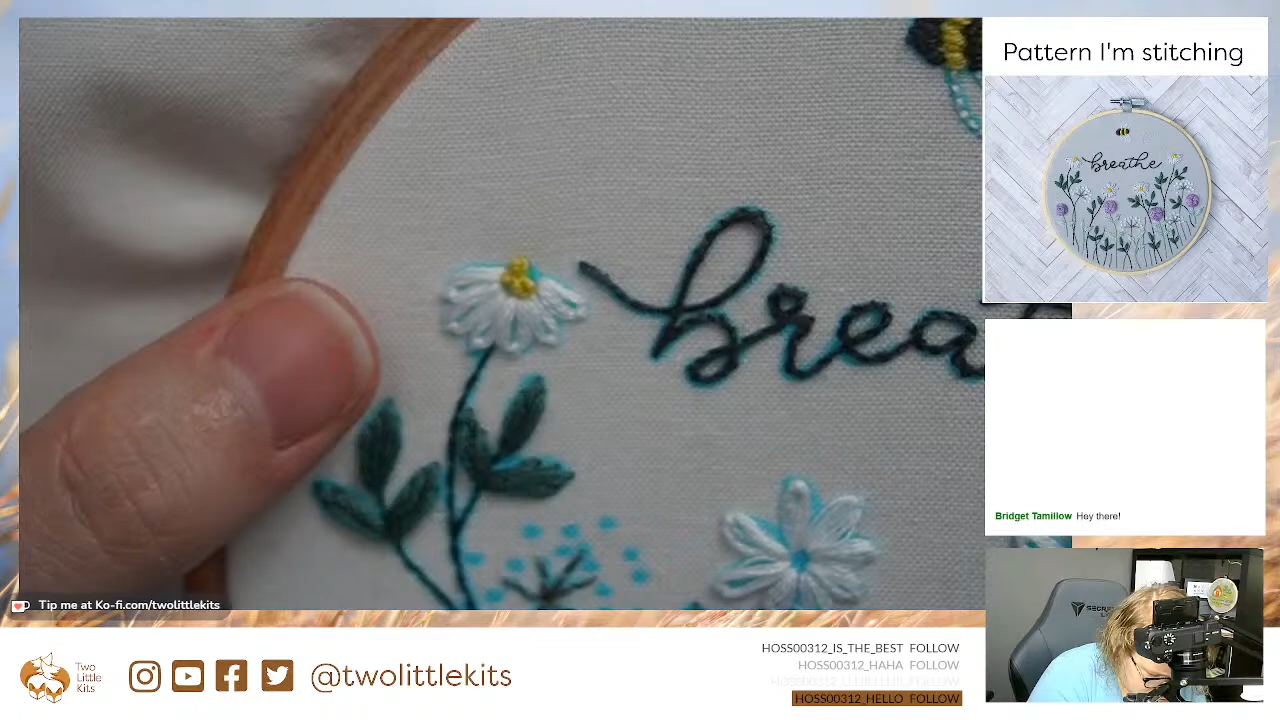 Pattern I'm stitching
breathe
brea
Bridget Tamillow Hey there!
Tip me at Ko-fi.com/twolittlekits
Two
Little
Kits
@twolittlekits
HOSS00312_IS_THE_BEST FOLLOW
HOSS00312_HAHA FOLLOW
HOSS00312_HELLO FOLLOW